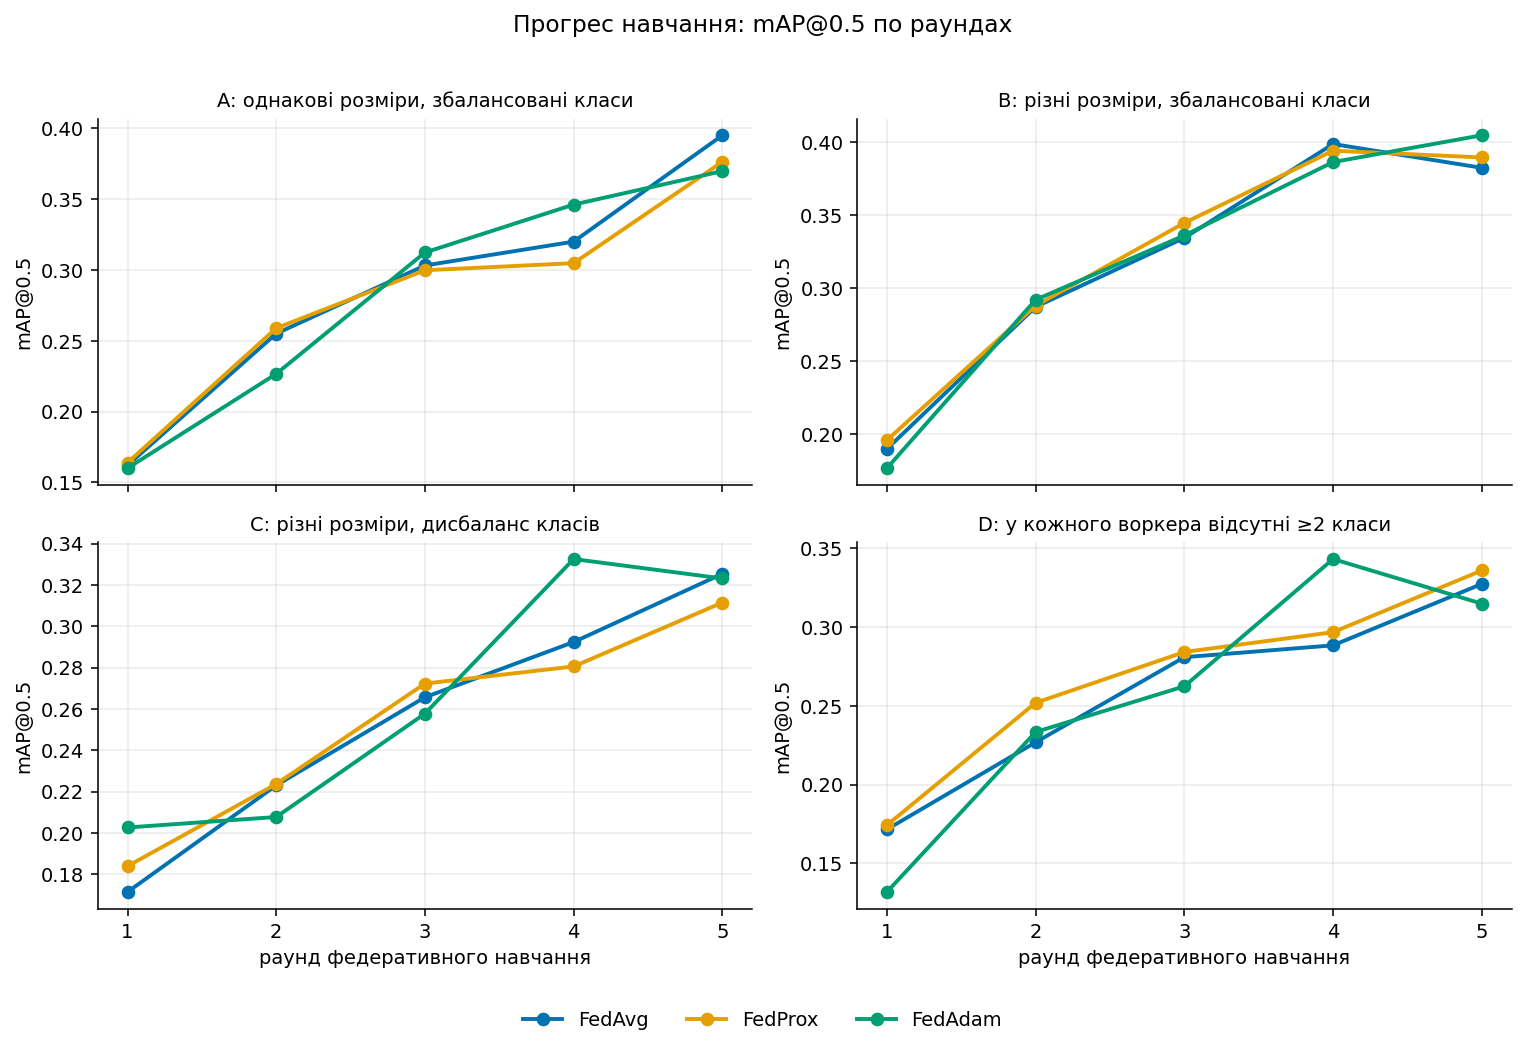 Прогрес навчання: mAP@0.5 по раундах
A: однакові розміри, збалансовані класи
0.40
0.35
0.30
0.25
0.20
0.15
mAP@0.5
B: різні розміри, збалансовані класи
0.40
0.35
0.30
0.25
0.20
mAP@0.5
C: різні розміри, дисбаланс класів
0.34
0.32
0.30
0.28
0.26
0.24
0.22
0.20
0.18
mAP@0.5
1 2 3 4 5
раунд федеративного навчання
D: у кожного воркера відсутні ≥2 класи
0.35
0.30
0.25
0.20
0.15
mAP@0.5
1 2 3 4 5
раунд федеративного навчання
FedAvg FedProx FedAdam